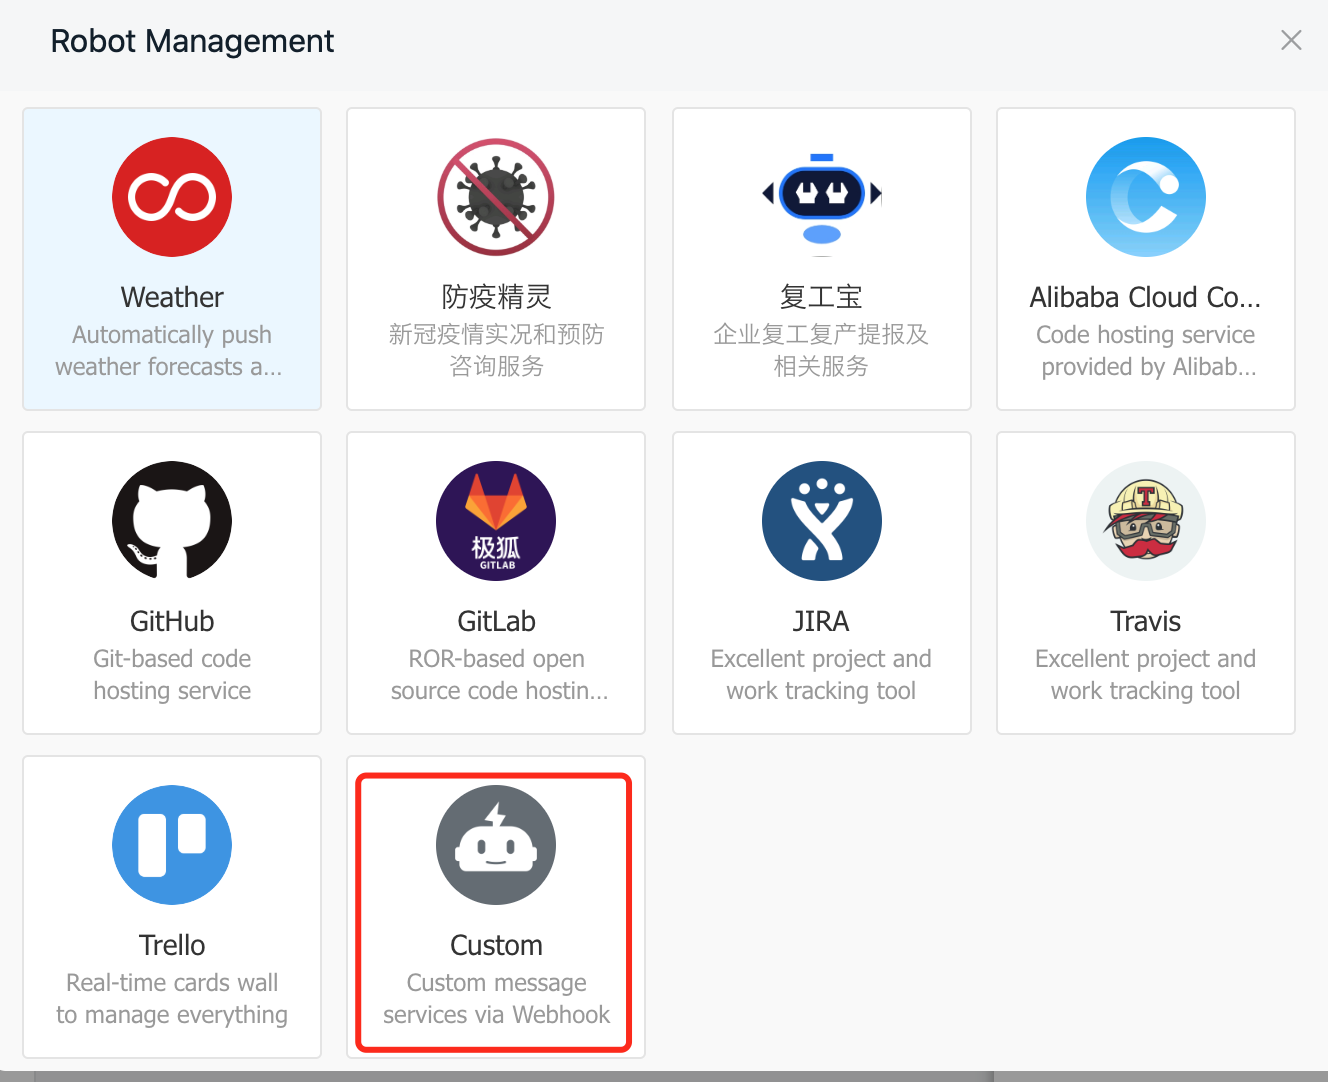 Robot Management
Weather
Automatically push
weather forecasts a...
防疫精灵
新冠疫情实况和预防
咨询服务
复工宝
企业复工复产提报及
相关服务
Alibaba Cloud Co...
Code hosting service
provided by Alibab...
GitHub
Git-based code
hosting service
极狐
GITLAB
GitLab
ROR-based open
source code hostin...
JIRA
Excellent project and
work tracking tool
T
Travis
Excellent project and
work tracking tool
Trello
Real-time cards wall
to manage everything
Custom
Custom message
services via Webhook